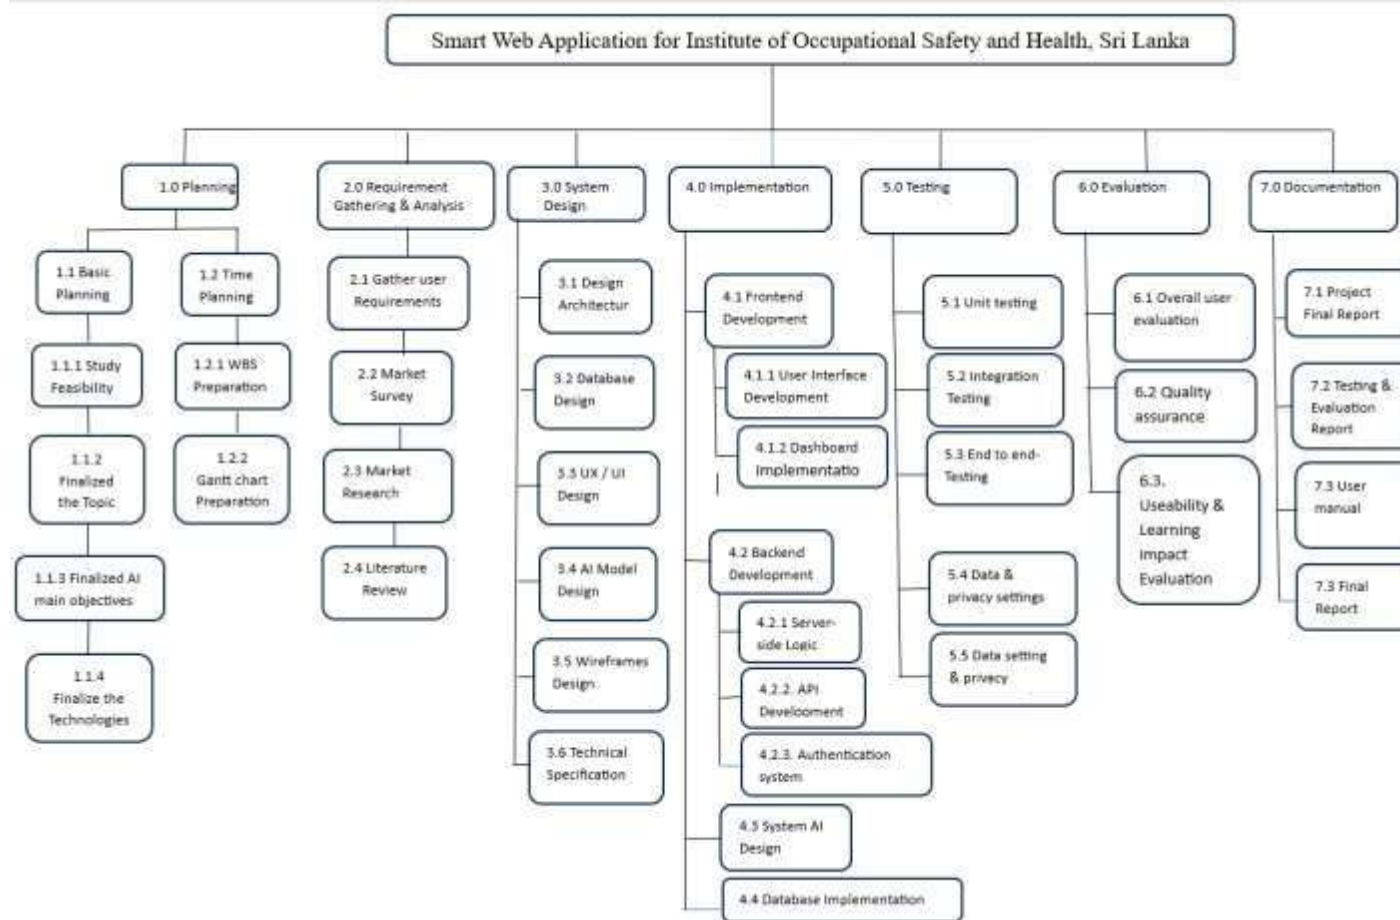 Smart Web Application for Institute of Occupational Safety and Health, Sri Lanka
1.0 Planning
1.1 Basic
Planning
1.1.1 Study
Feasibility
1.1.2
Finalized
the Topic
1.1.3 Finalized AI
main objectives
1.1.4
Finalize the
Technologies
1.2 Time
Planning
1.2.1 WBS
Preparation
1.2.2
Gantt chart
Preparation
2.0 Requirement
Gathering & Analysis
2.1 Gather user
Requirements
2.2 Market
Survey
2.3 Market
Research
2.4 Literature
Review
3.0 System
Design
3.1 Design
Architectur
3.2 Database
Design
3.3 UX / UI
Design
3.4 AI Model
Design
3.5 Wireframes
Design
3.6 Technical
Specification
4.0 Implementation
4.1 Frontend
Development
4.1.1 User Interface
Development
4.1.2 Dashboard
Implementatio
4.2 Backend
Development
4.2.1 Server-
side Logic
4.2.2. API
Development
4.2.3. Authentication
system
4.3 System AI
Design
4.4 Database Implementation
5.0 Testing
5.1 Unit testing
5.2 Integration
Testing
5.3 End to end-
Testing
5.4 Data &
privacy settings
5.5 Data setting
& privacy
6.0 Evaluation
6.1 Overall user
evaluation
6.2 Quality
assurance
6.3.
Useability &
Learning
Impact
Evaluation
7.0 Documentation
7.1 Project
Final Report
7.2 Testing &
Evaluation
Report
7.3 User
manual
7.3 Final
Report